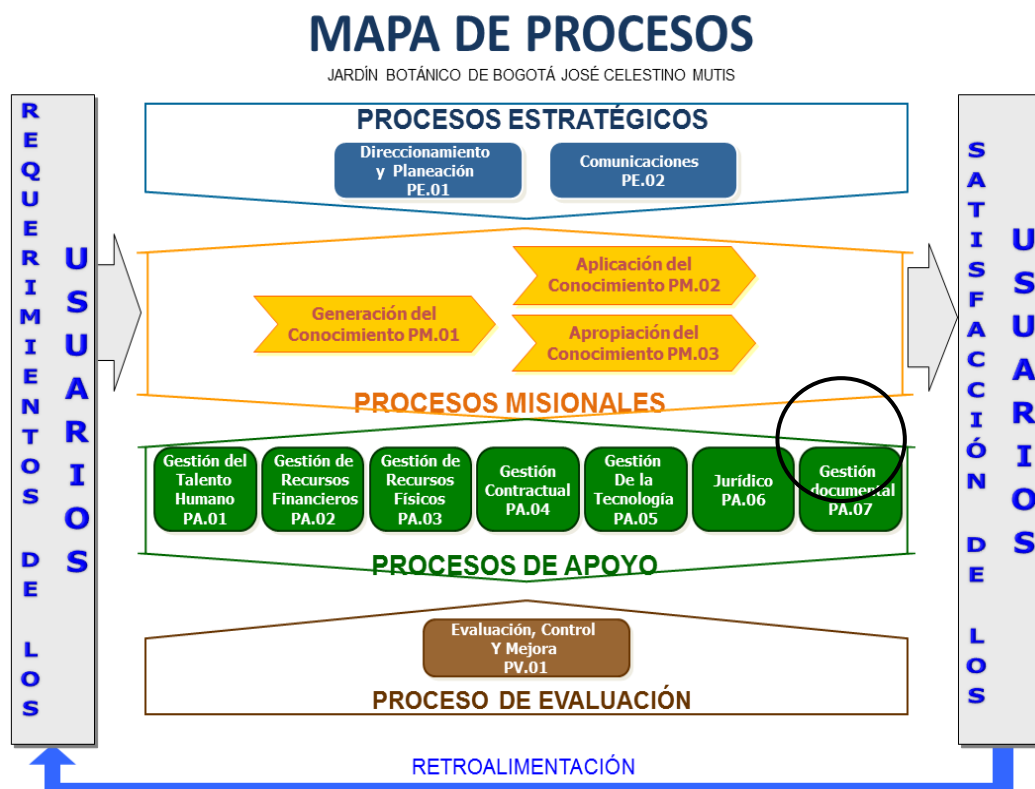 MAPA DE PROCESOS
JARDÍN BOTÁNICO DE BOGOTÁ JOSÉ CELESTINO MUTIS
REQUERIMIENTOS DE LOS
USUARIOS
PROCESOS ESTRATÉGICOS
Direccionamiento
y Planeación
PE.01
Comunicaciones
PE.02
Generación del
Conocimiento PM.01
Aplicación del
Conocimiento PM.02
Apropiación del
Conocimiento PM.03
PROCESOS MISIONALES
Gestión del
Talento
Humano
PA.01
Gestión de
Recursos
Financieros
PA.02
Gestión de
Recursos
Físicos
PA.03
Gestión
Contractual
PA.04
Gestión
De la
Tecnología
PA.05
Jurídico
PA.06
Gestión
documental
PA.07
PROCESOS DE APOYO
Evaluación, Control
Y Mejora
PV.01
PROCESO DE EVALUACIÓN
SATISFACCIÓN DE LOS
USUARIOS
RETROALIMENTACIÓN